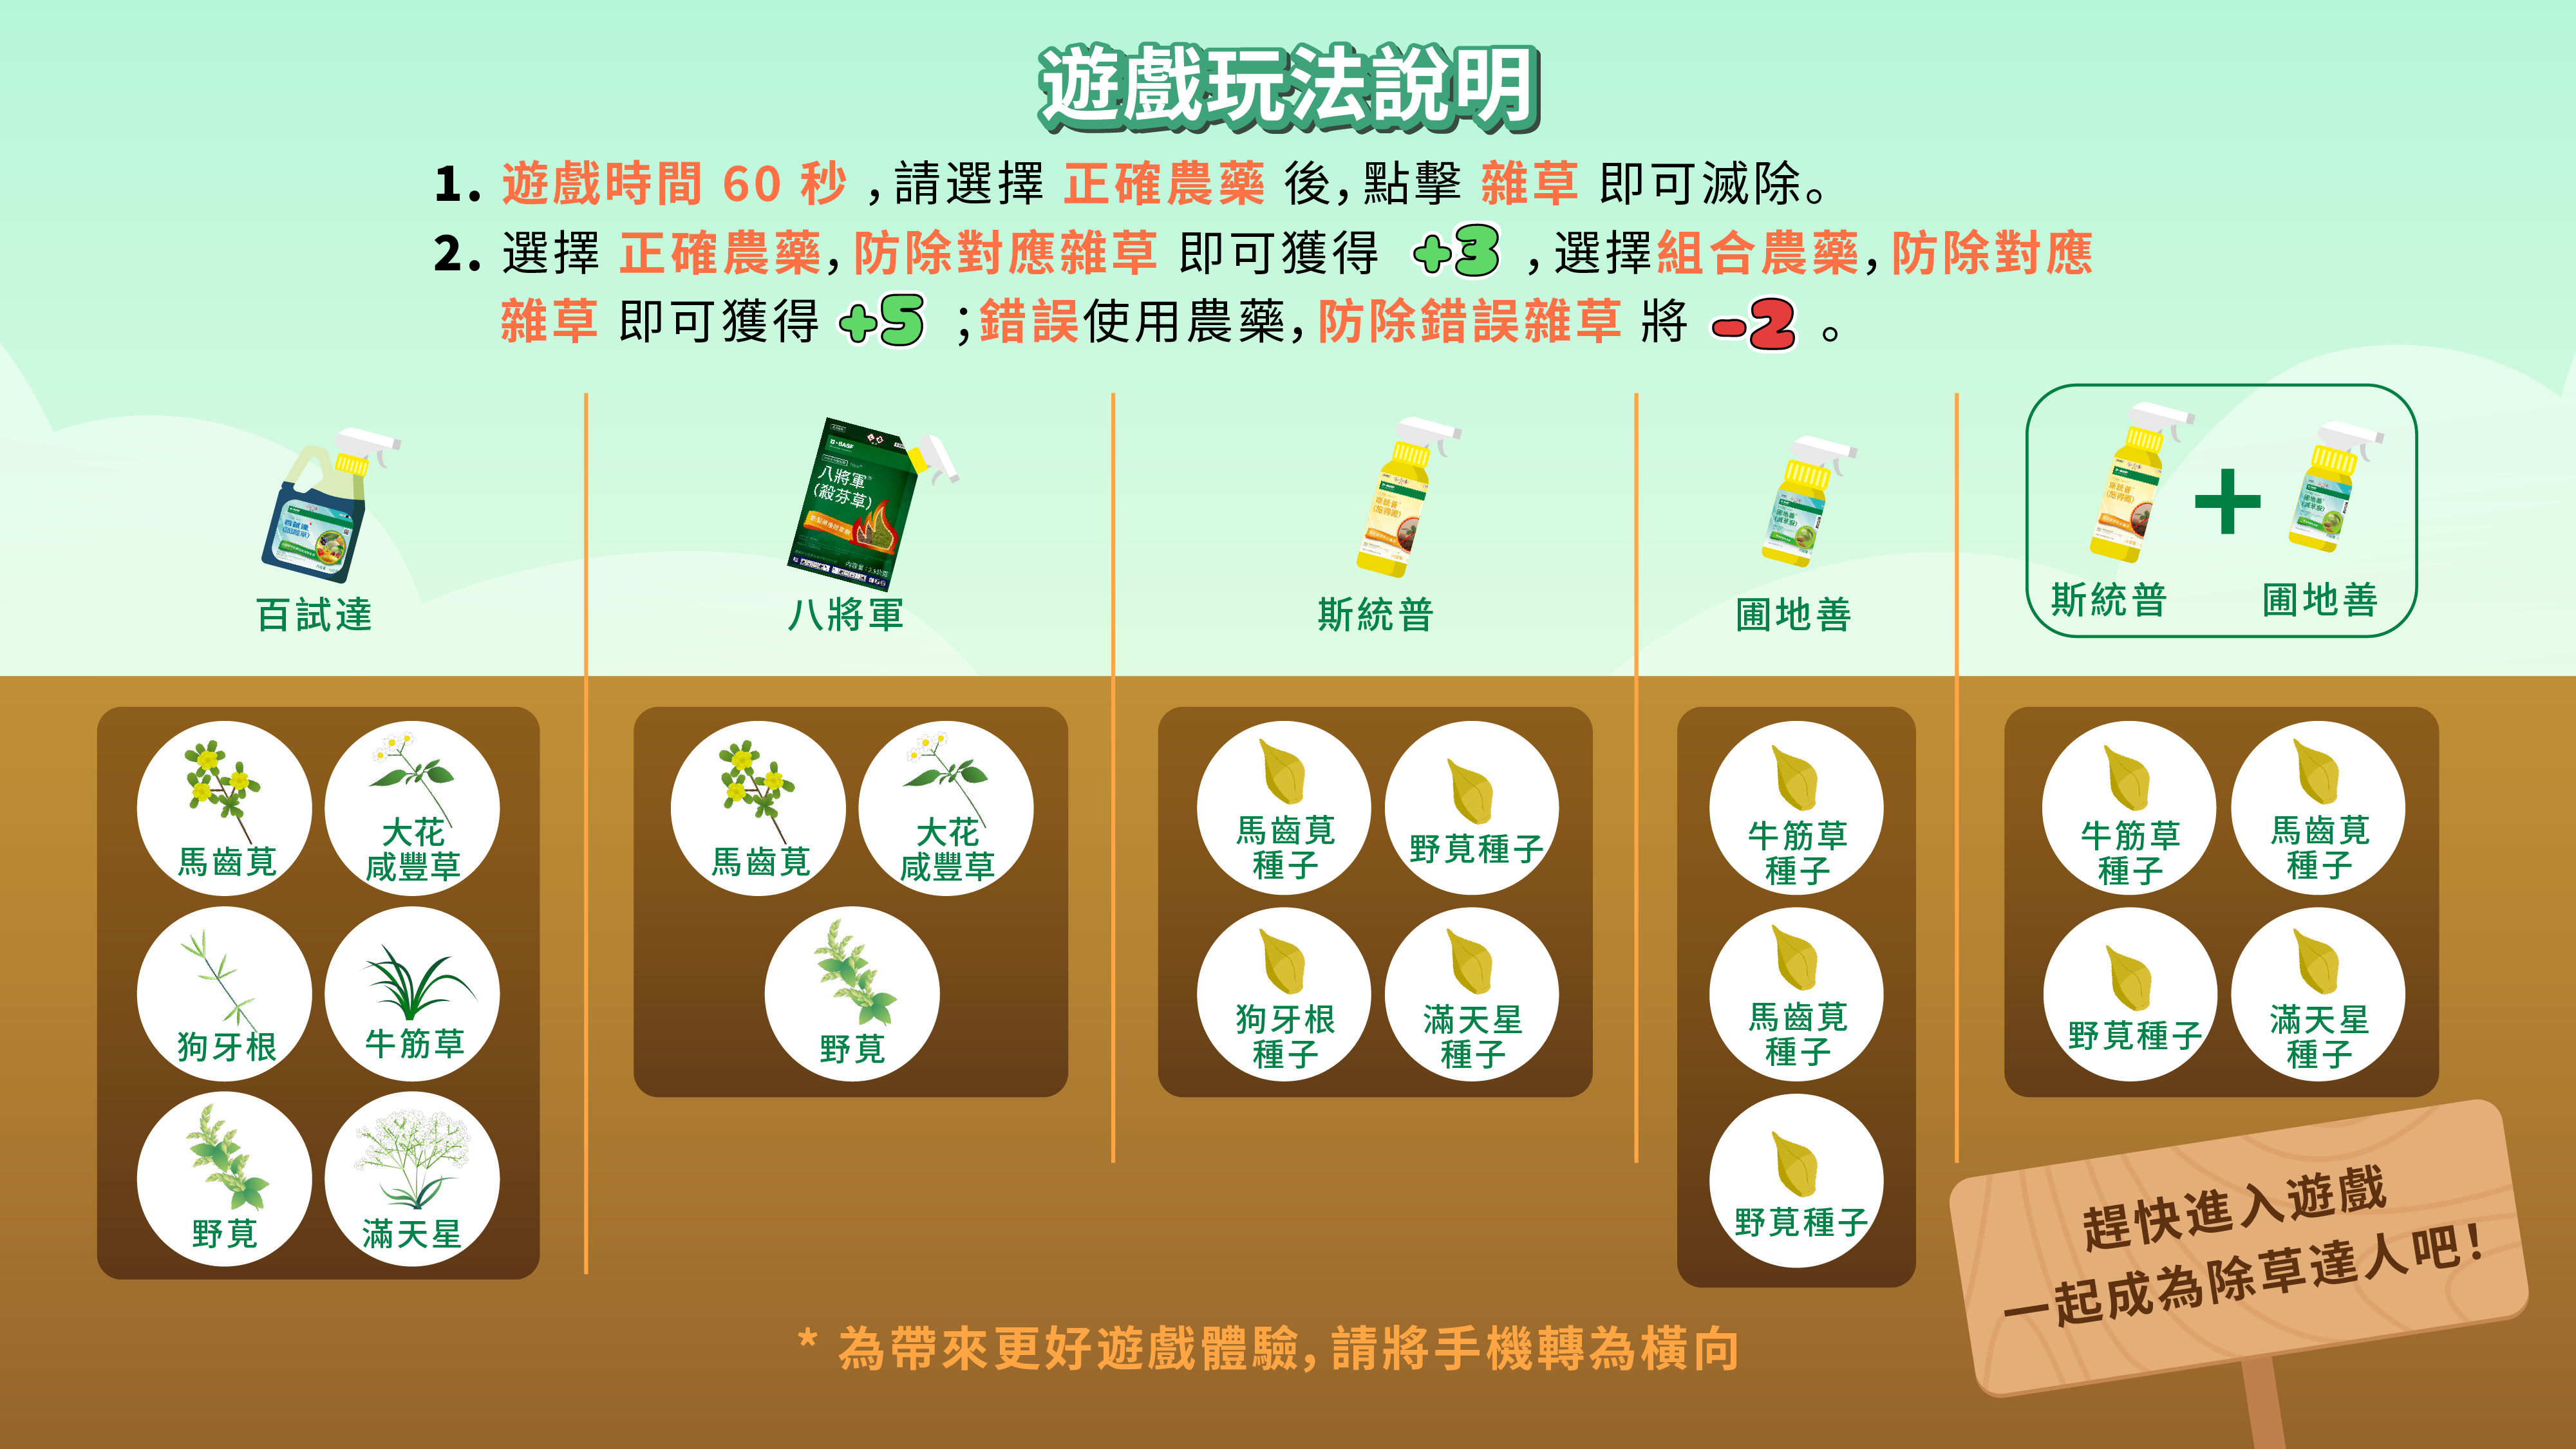 遊戲玩法說明
1. 遊戲時間 60 秒，請選擇 正確農藥 後，點擊 雜草 即可滅除。
2. 選擇 正確農藥，防除對應雜草 即可獲得 +3 ，選擇組合農藥，防除對應
雜草 即可獲得 +5 ；錯誤使用農藥，防除錯誤雜草 將 -2 。
BASF
八將軍
(殺芬草)
百試達
八將軍
斯統普
圃地善
斯統普
+
圃地善
馬齒莧
大花
咸豐草
狗牙根
牛筋草
野莧
滿天星
馬齒莧
大花
咸豐草
野莧
馬齒莧
種子
野莧種子
狗牙根
種子
滿天星
種子
牛筋草
種子
馬齒莧
種子
野莧種子
牛筋草
種子
馬齒莧
種子
野莧種子
滿天星
種子
趕快進入遊戲
一起成為除草達人吧！
* 為帶來更好遊戲體驗，請將手機轉為橫向